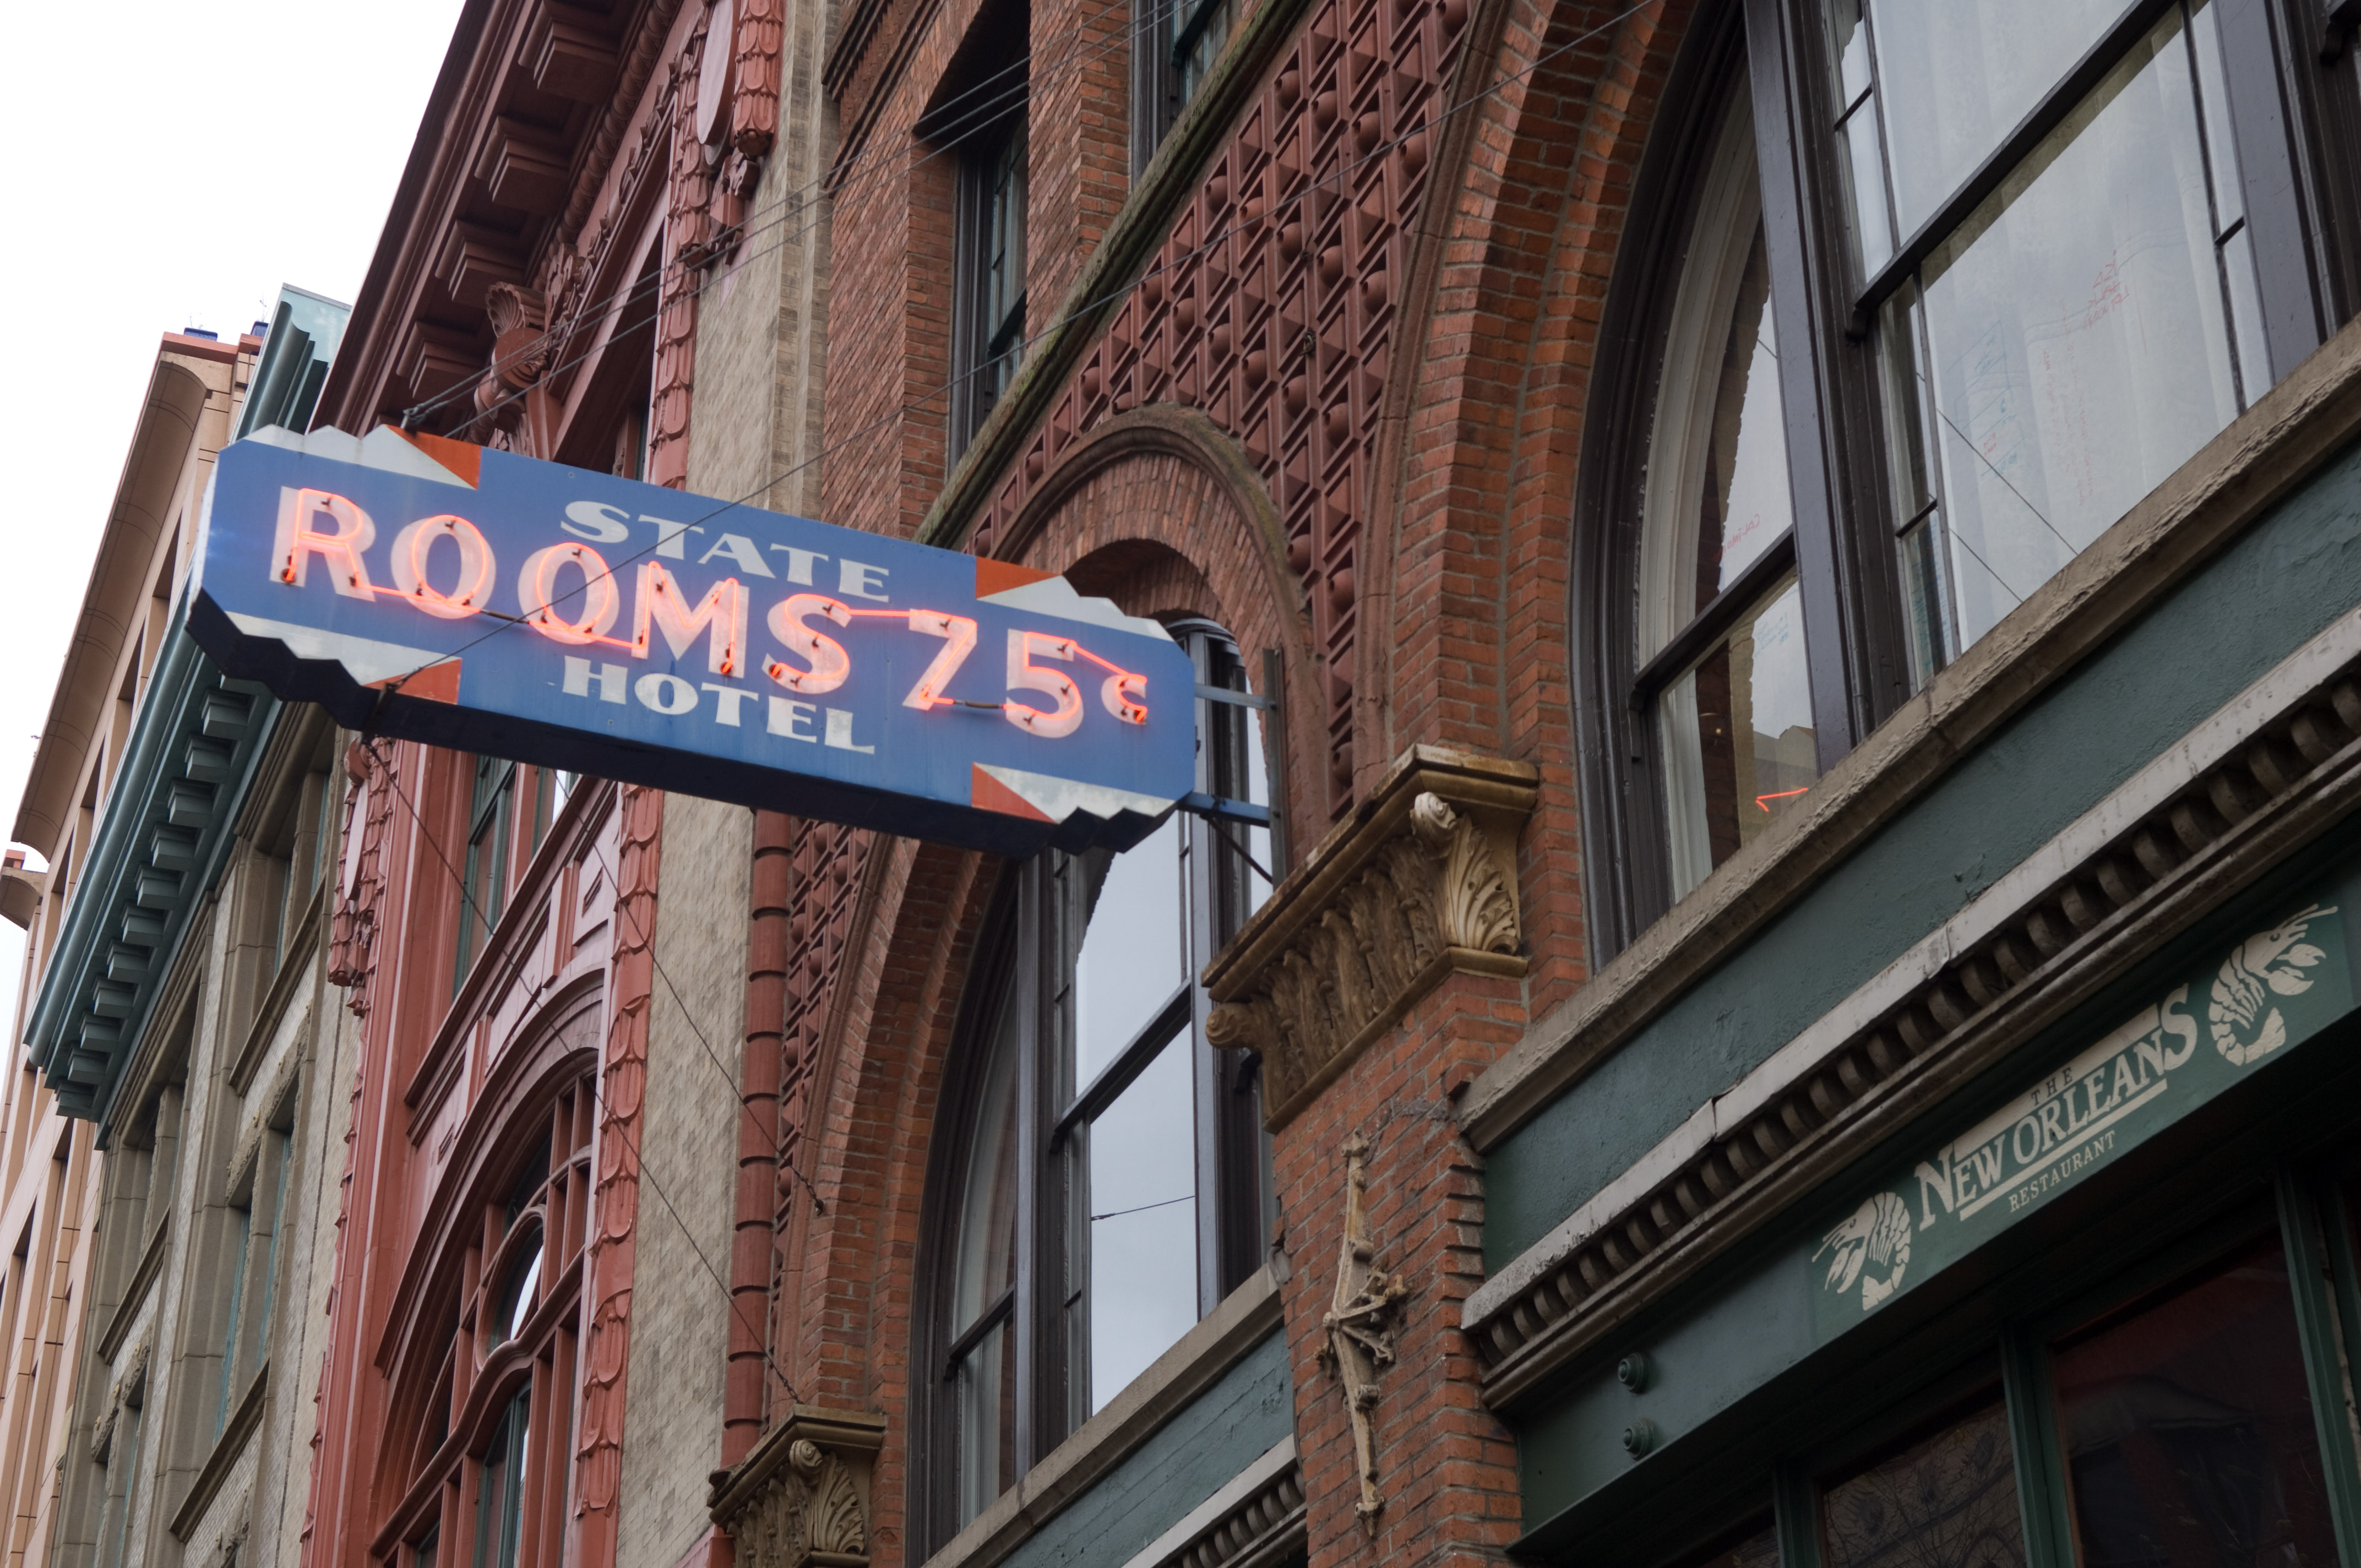 STATE
ROOMS 75¢
HOTEL
THE
NEW ORLEANS
RESTAURANT